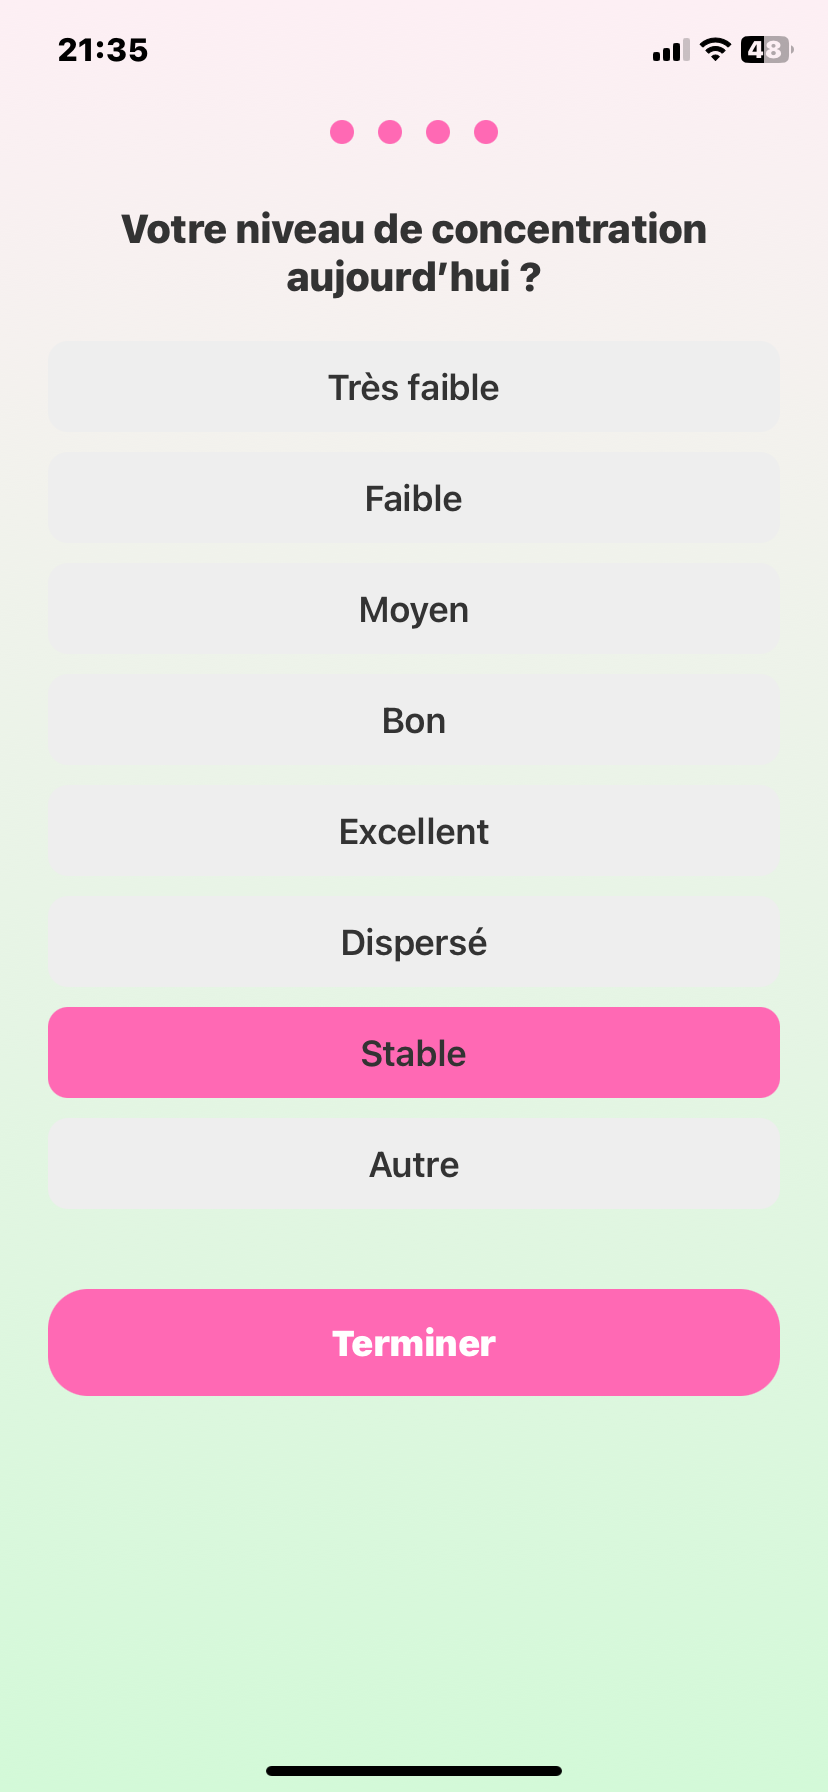 21:35
48
Votre niveau de concentration
aujourd’hui ?
Très faible
Faible
Moyen
Bon
Excellent
Dispersé
Stable
Autre
Terminer